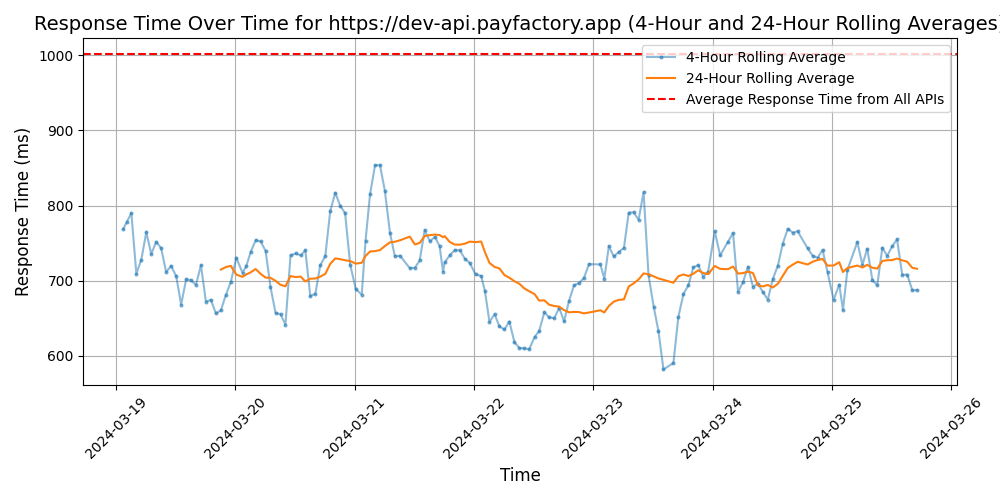 Response Time Over Time for https://dev-api.payfactory.app (4-Hour and 24-Hour Rolling Averages)
4-Hour Rolling Average
24-Hour Rolling Average
Average Response Time from All APIs
Response Time (ms)
1000
900
800
700
600
2024-03-19
2024-03-20
2024-03-21
2024-03-22
2024-03-23
2024-03-24
2024-03-25
2024-03-26
Time